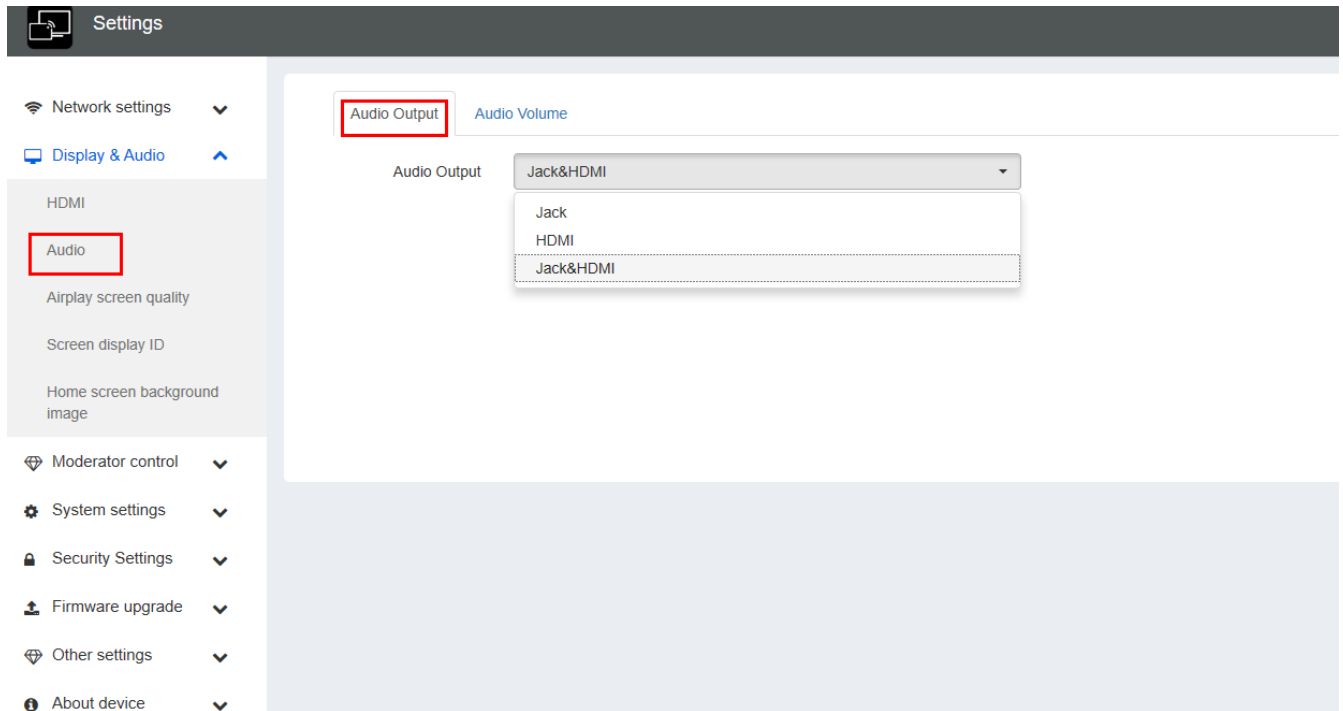 Settings
Network settings
Display & Audio
HDMI
Audio
Airplay screen quality
Screen display ID
Home screen background
image
Moderator control
System settings
Security Settings
Firmware upgrade
Other settings
About device
Audio Output
Audio Volume
Audio Output
Jack&HDMI
Jack
HDMI
Jack&HDMI